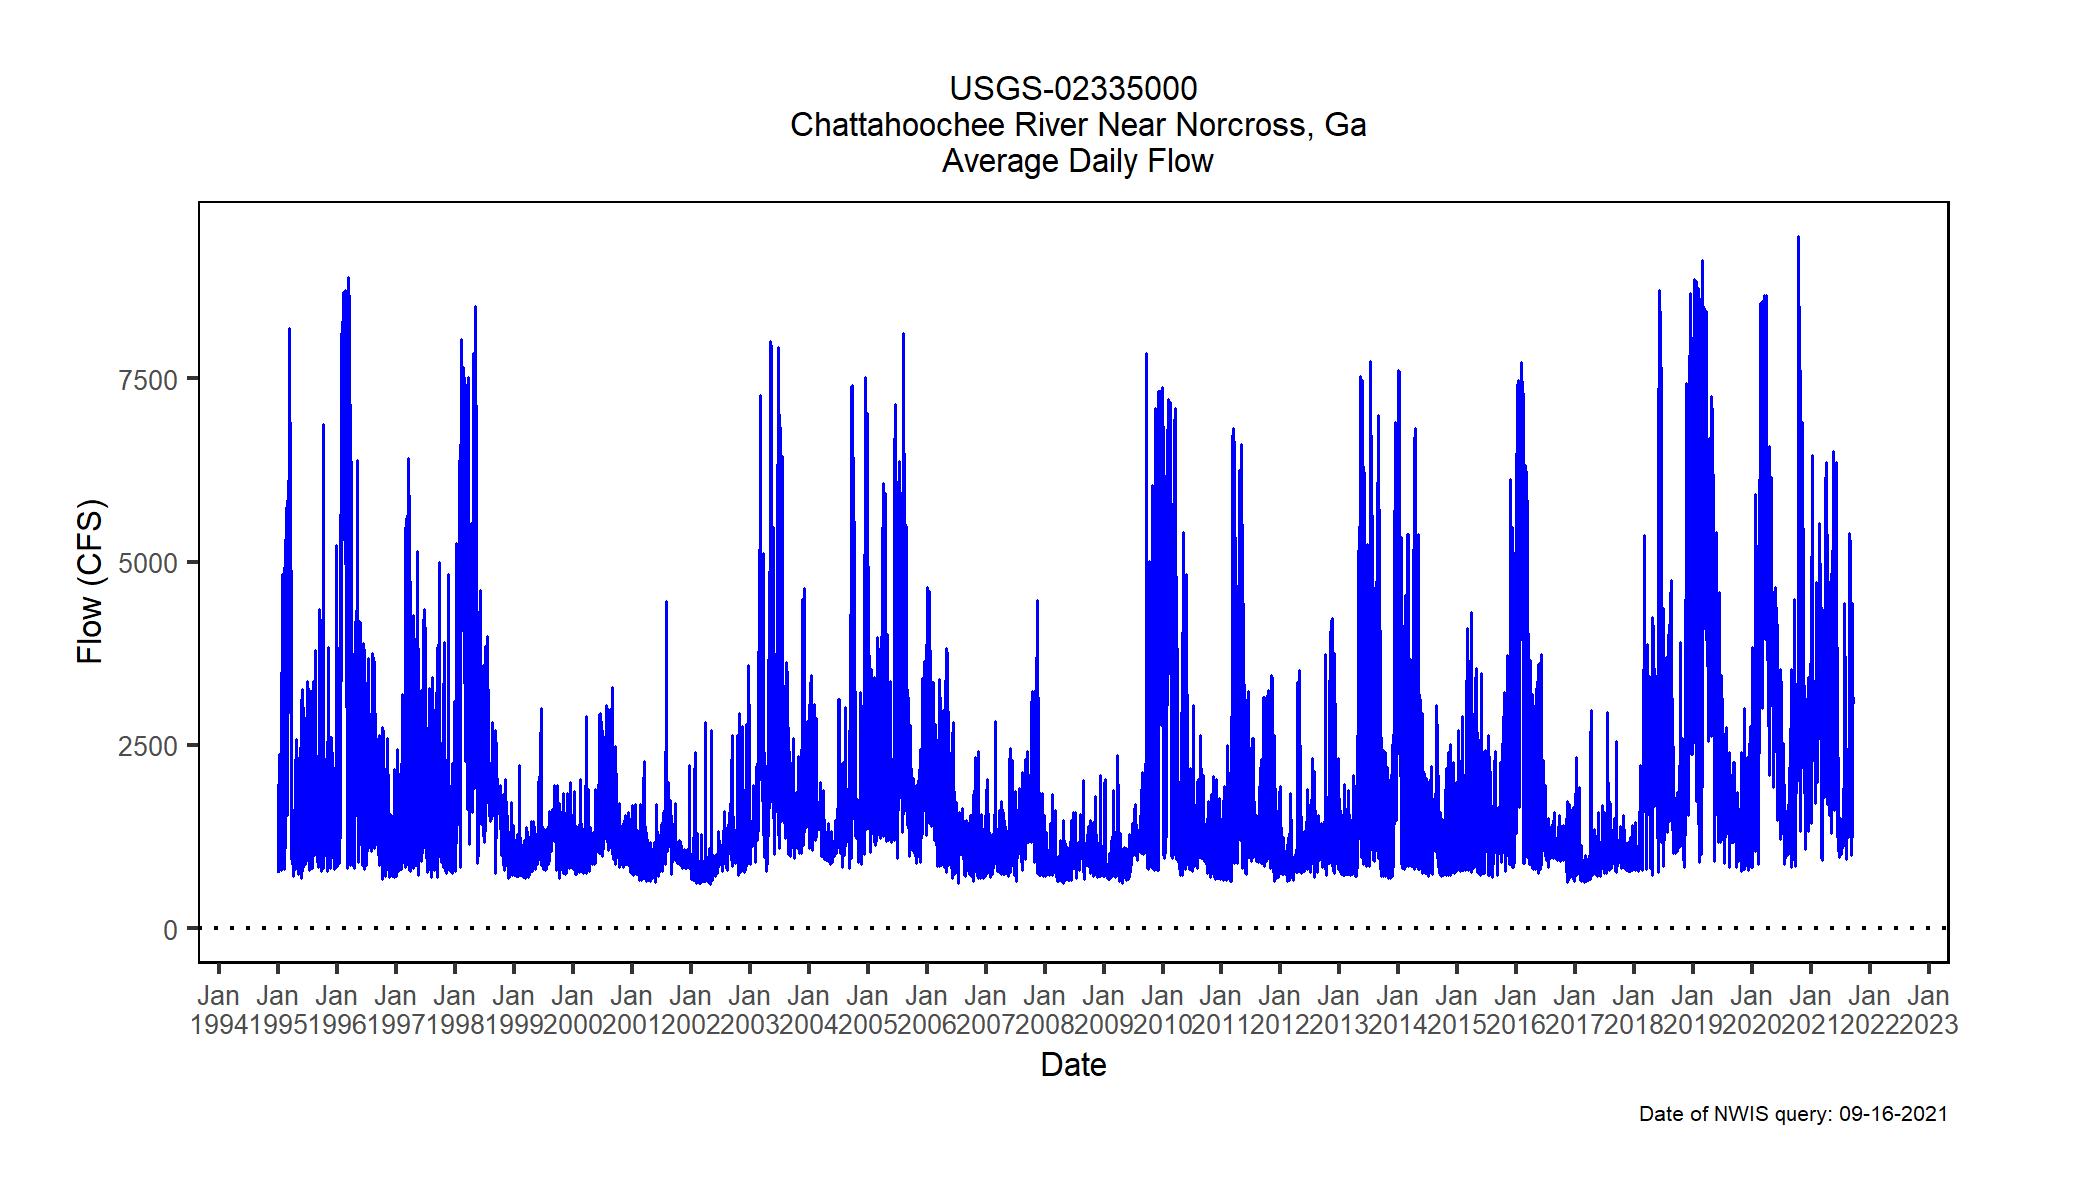 USGS-02335000
Chattahoochee River Near Norcross, Ga
Average Daily Flow
Flow (CFS)
7500
5000
2500
0
Jan Jan Jan Jan Jan Jan Jan Jan Jan Jan Jan Jan Jan Jan Jan Jan Jan Jan Jan Jan Jan Jan Jan Jan Jan Jan Jan Jan Jan Jan
1994 1995 1996 1997 1998 1999 2000 2001 2002 2003 2004 2005 2006 2007 2008 2009 2010 2011 2012 2013 2014 2015 2016 2017 2018 2019 2020 2021 2022 2023
Date
Date of NWIS query: 09-16-2021